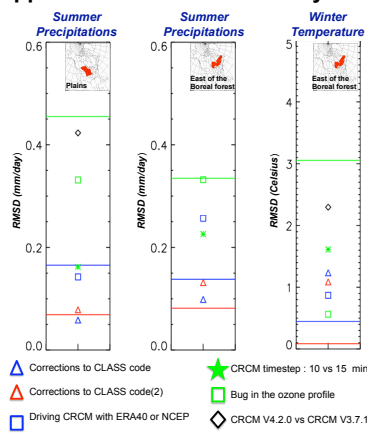 Summer
Precipitations
Summer
Precipitations
Winter
Temperature
RMSD (mm/day)
0.6
0.4
0.2
0.0
Plains
RMSD (mm/day)
0.6
0.4
0.2
0.0
East of the
Boreal forest
RMSD (Celsius)
5
4
3
2
1
0
East of the
Boreal forest
Corrections to CLASS code
CRCM timestep : 10 vs 15 min
Corrections to CLASS code(2)
Bug in the ozone profile
Driving CRCM with ERA40 or NCEP
CRCM V4.2.0 vs CRCM V3.7.1